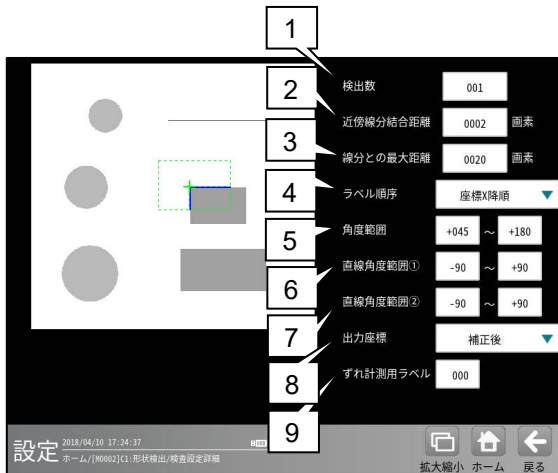 1
2
3
4
5
6
7
8
9
検出数 001
近傍線分結合距離 0002 画素
線分との最大距離 0020 画素
ラベル順序 座標X降順
角度範囲 +045 ～ +180
直線角度範囲① -90 ～ +90
直線角度範囲② -90 ～ +90
出力座標 補正後
ずれ計測用ラベル 000
設定 2018/04/10 17:24:37
ホーム/[M0002]C1:形状検出/検査設定詳細
拡大縮小 ホーム 戻る